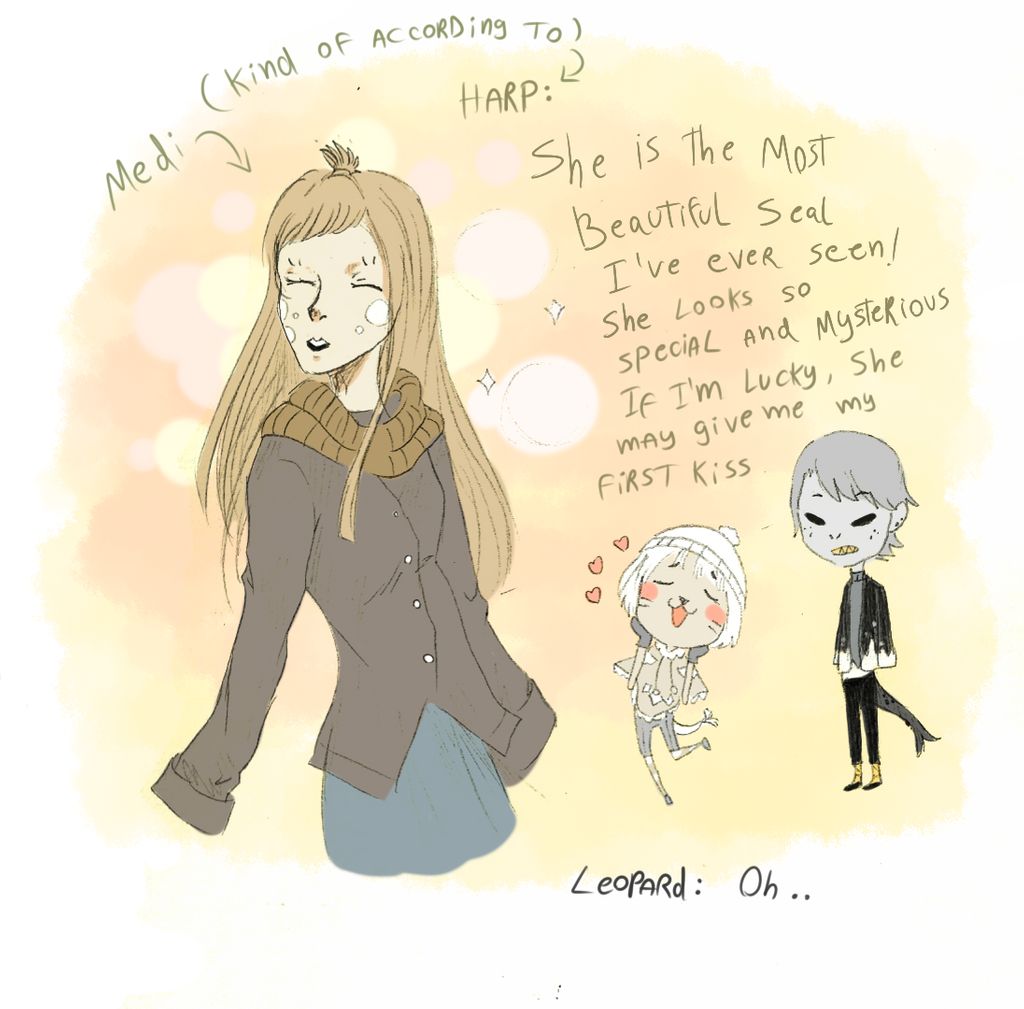 (Kind of ACCORDING TO)
Medi
HARP:
She is the Most
Beautiful Seal
I've ever seen!
She Looks so
special and Mysterious
If I'm Lucky, She
may give me my
first kiss
Leopard: Oh..